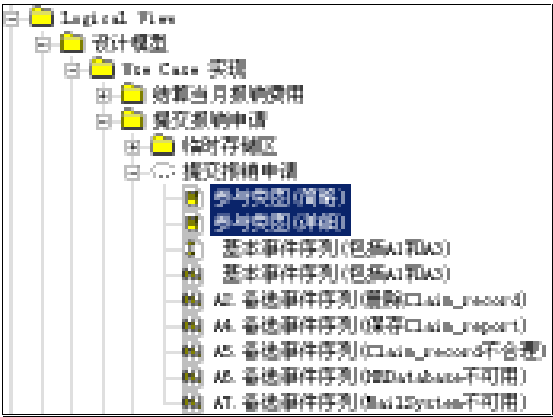 Logical View
设计模型
Use Case 实现
结算当月报销费用
提交报销申请
临时存储区
提交报销申请
参与类图(简略)
参与类图(详细)
基本事件序列(包括A1和A3)
基本事件序列(包括A1和A3)
A2. 备选事件序列(删除Claim_record)
A4. 备选事件序列(保存Claim_report)
A5. 备选事件序列(Claim_record不合理)
A6. 备选事件序列(HRDatabase不可用)
A7. 备选事件序列(MailSystem不可用)